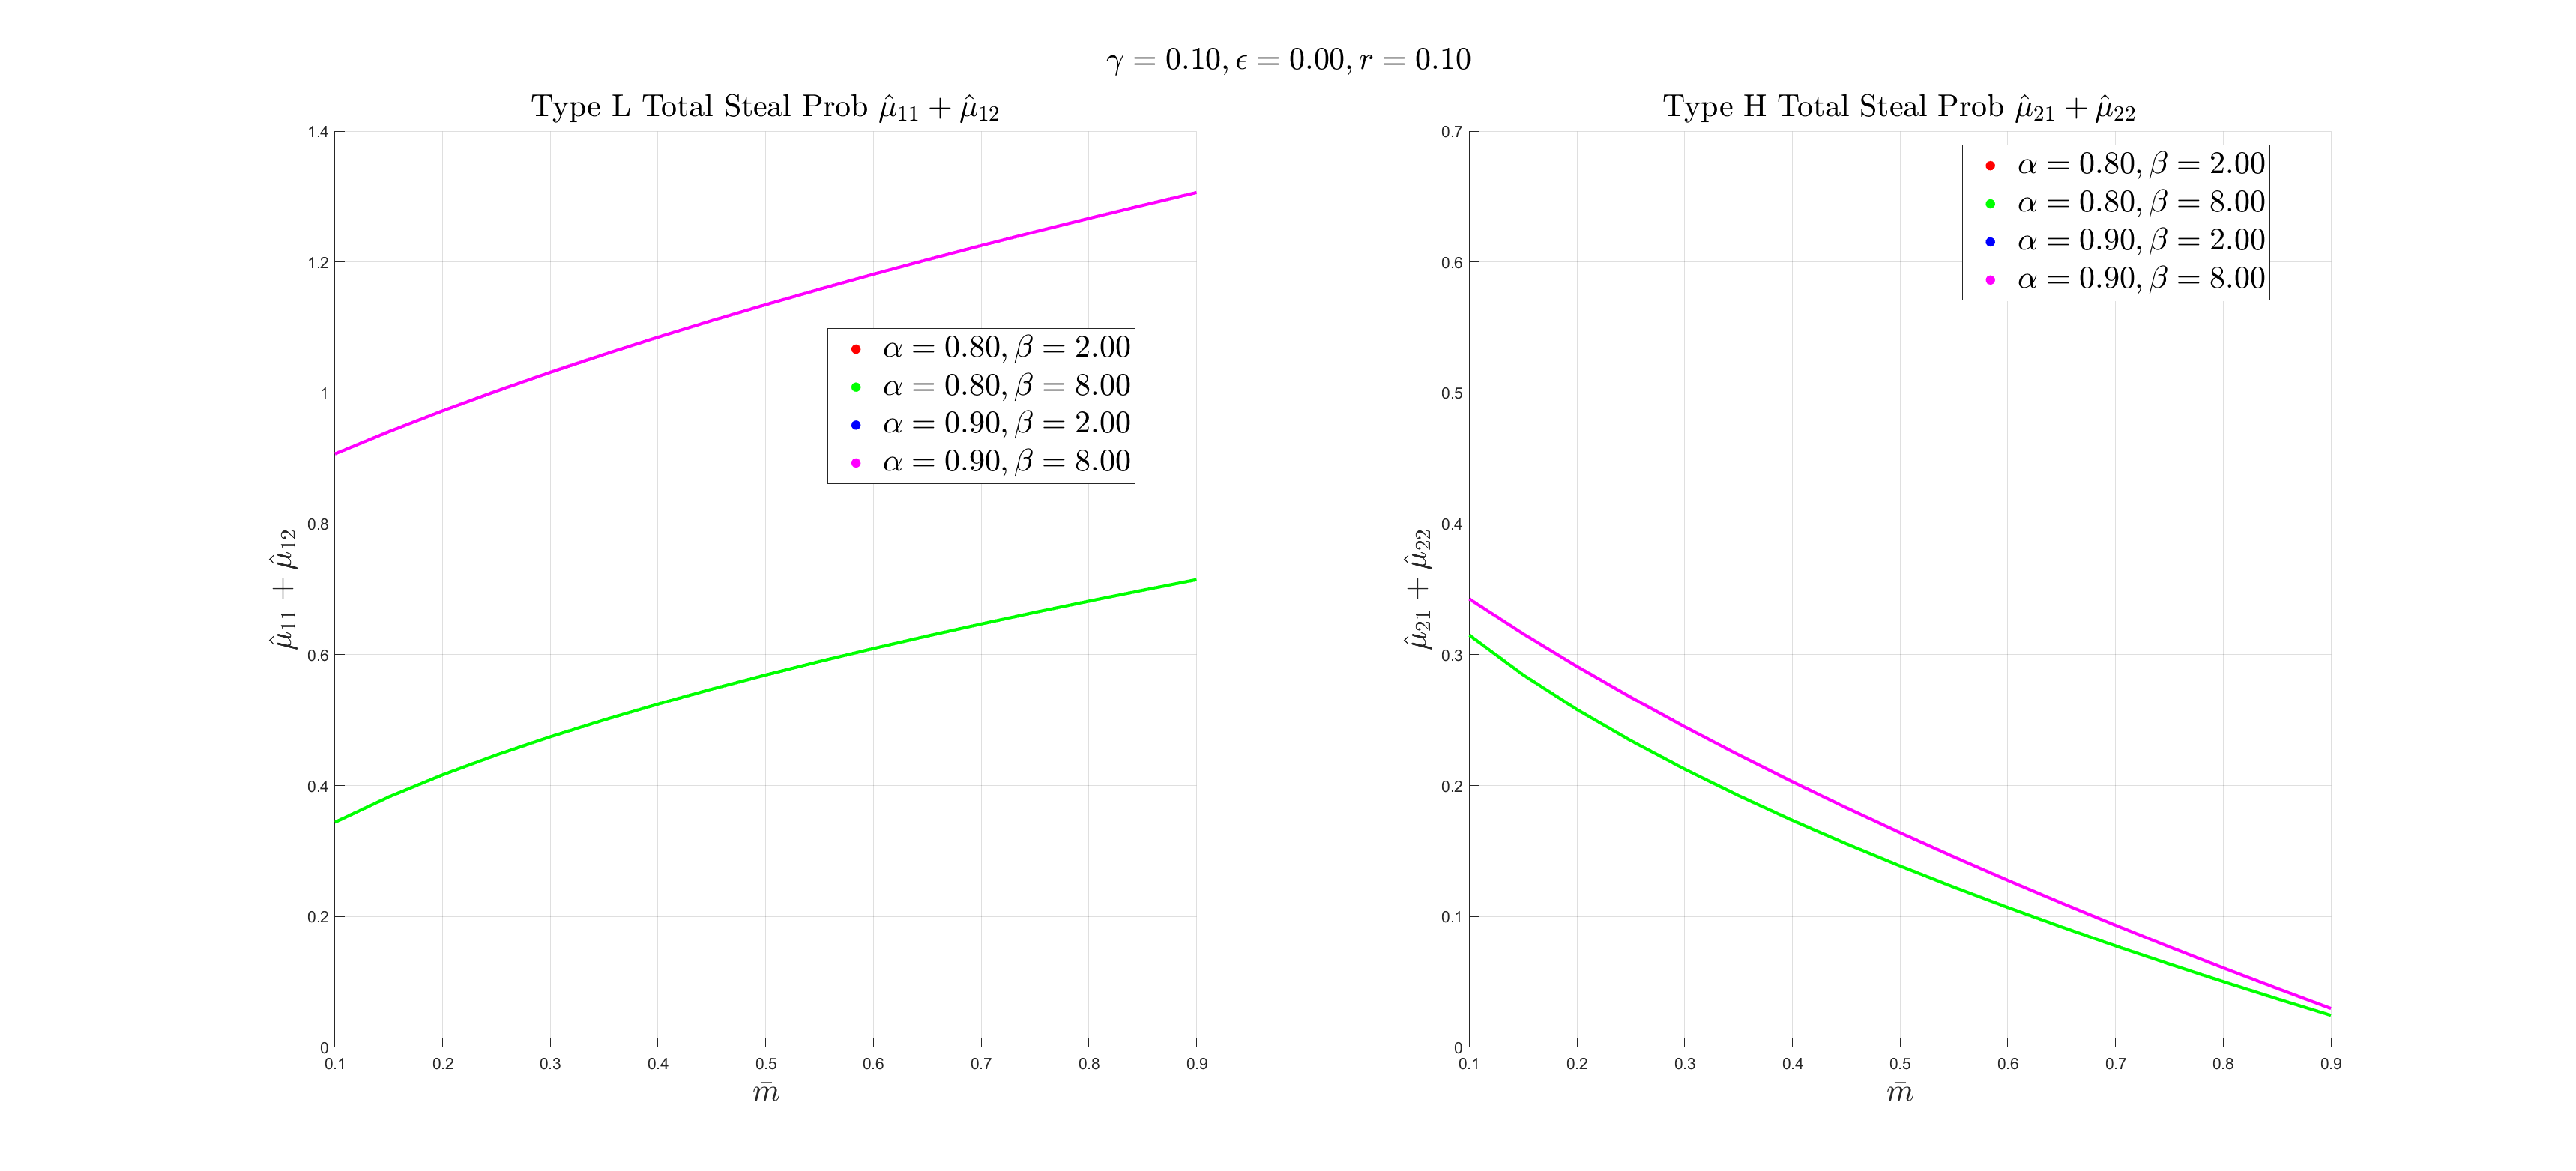 γ = 0.10, ϵ = 0.00, r = 0.10
Type L Total Steal Prob μ̂₁₁ + μ̂₁₂
1.4
1.2
1
0.8
0.6
0.4
0.2
0
μ̂₁₁ + μ̂₁₂
α = 0.80, β = 2.00
α = 0.80, β = 8.00
α = 0.90, β = 2.00
α = 0.90, β = 8.00
0.1 0.2 0.3 0.4 0.5 0.6 0.7 0.8 0.9
m̄
Type H Total Steal Prob μ̂₂₁ + μ̂₂₂
0.7
0.6
0.5
0.4
0.3
0.2
0.1
0
μ̂₂₁ + μ̂₂₂
α = 0.80, β = 2.00
α = 0.80, β = 8.00
α = 0.90, β = 2.00
α = 0.90, β = 8.00
0.1 0.2 0.3 0.4 0.5 0.6 0.7 0.8 0.9
m̄